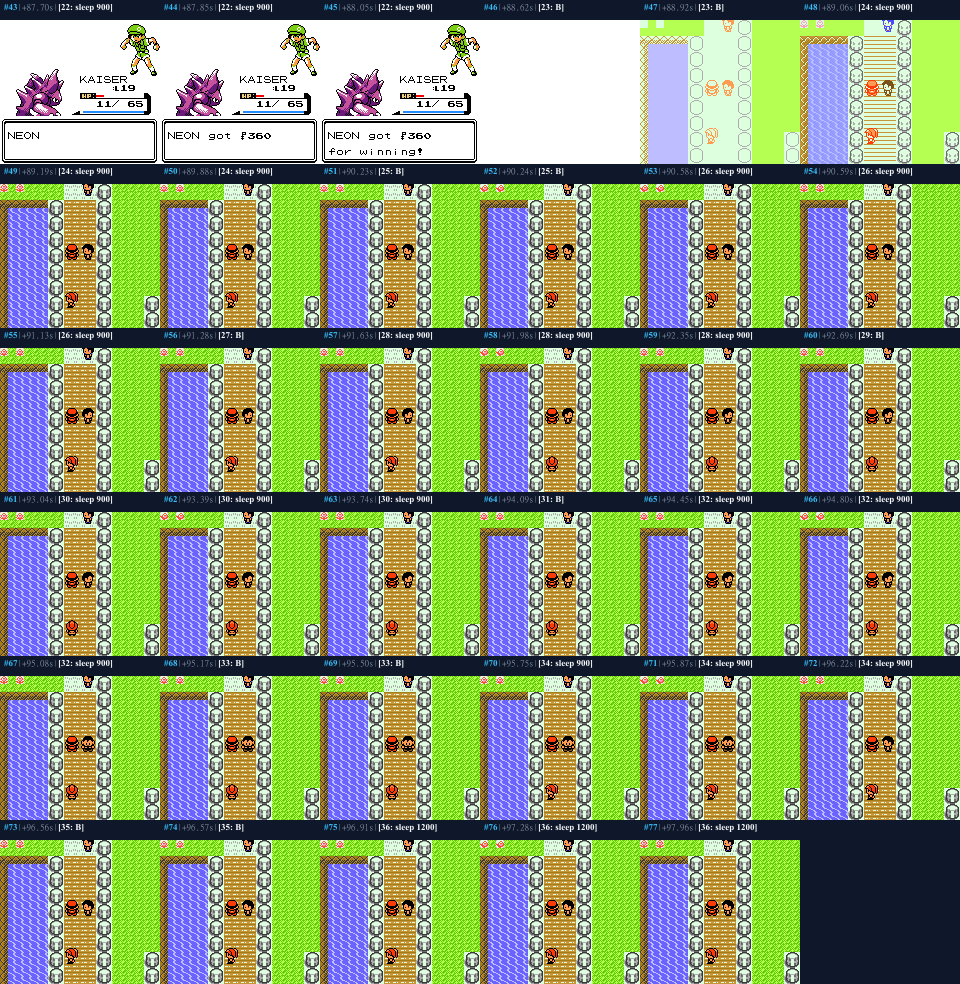 #43|+87.70s| [22: sleep 900]
#44|+87.85s| [22: sleep 900]
#45|+88.05s| [22: sleep 900]
#46|+88.62s| [23: B]
#47|+88.92s| [23: B]
#48|+89.06s| [24: sleep 900]
KAISER
:L19
HP:
11/ 65
NEON
KAISER
:L19
HP:
11/ 65
NEON got ₽360
KAISER
:L19
HP:
11/ 65
NEON got ₽360
for winning!
#49|+89.19s| [24: sleep 900]
#50|+89.88s| [24: sleep 900]
#51|+90.23s| [25: B]
#52|+90.24s| [25: B]
#53|+90.58s| [26: sleep 900]
#54|+90.59s| [26: sleep 900]
#55|+91.13s| [26: sleep 900]
#56|+91.28s| [27: B]
#57|+91.63s| [28: sleep 900]
#58|+91.98s| [28: sleep 900]
#59|+92.35s| [28: sleep 900]
#60|+92.69s| [29: B]
#61|+93.04s| [30: sleep 900]
#62|+93.39s| [30: sleep 900]
#63|+93.74s| [30: sleep 900]
#64|+94.09s| [31: B]
#65|+94.45s| [32: sleep 900]
#66|+94.80s| [32: sleep 900]
#67|+95.08s| [32: sleep 900]
#68|+95.17s| [33: B]
#69|+95.50s| [33: B]
#70|+95.75s| [34: sleep 900]
#71|+95.87s| [34: sleep 900]
#72|+96.22s| [34: sleep 900]
#73|+96.56s| [35: B]
#74|+96.57s| [35: B]
#75|+96.91s| [36: sleep 1200]
#76|+97.28s| [36: sleep 1200]
#77|+97.96s| [36: sleep 1200]